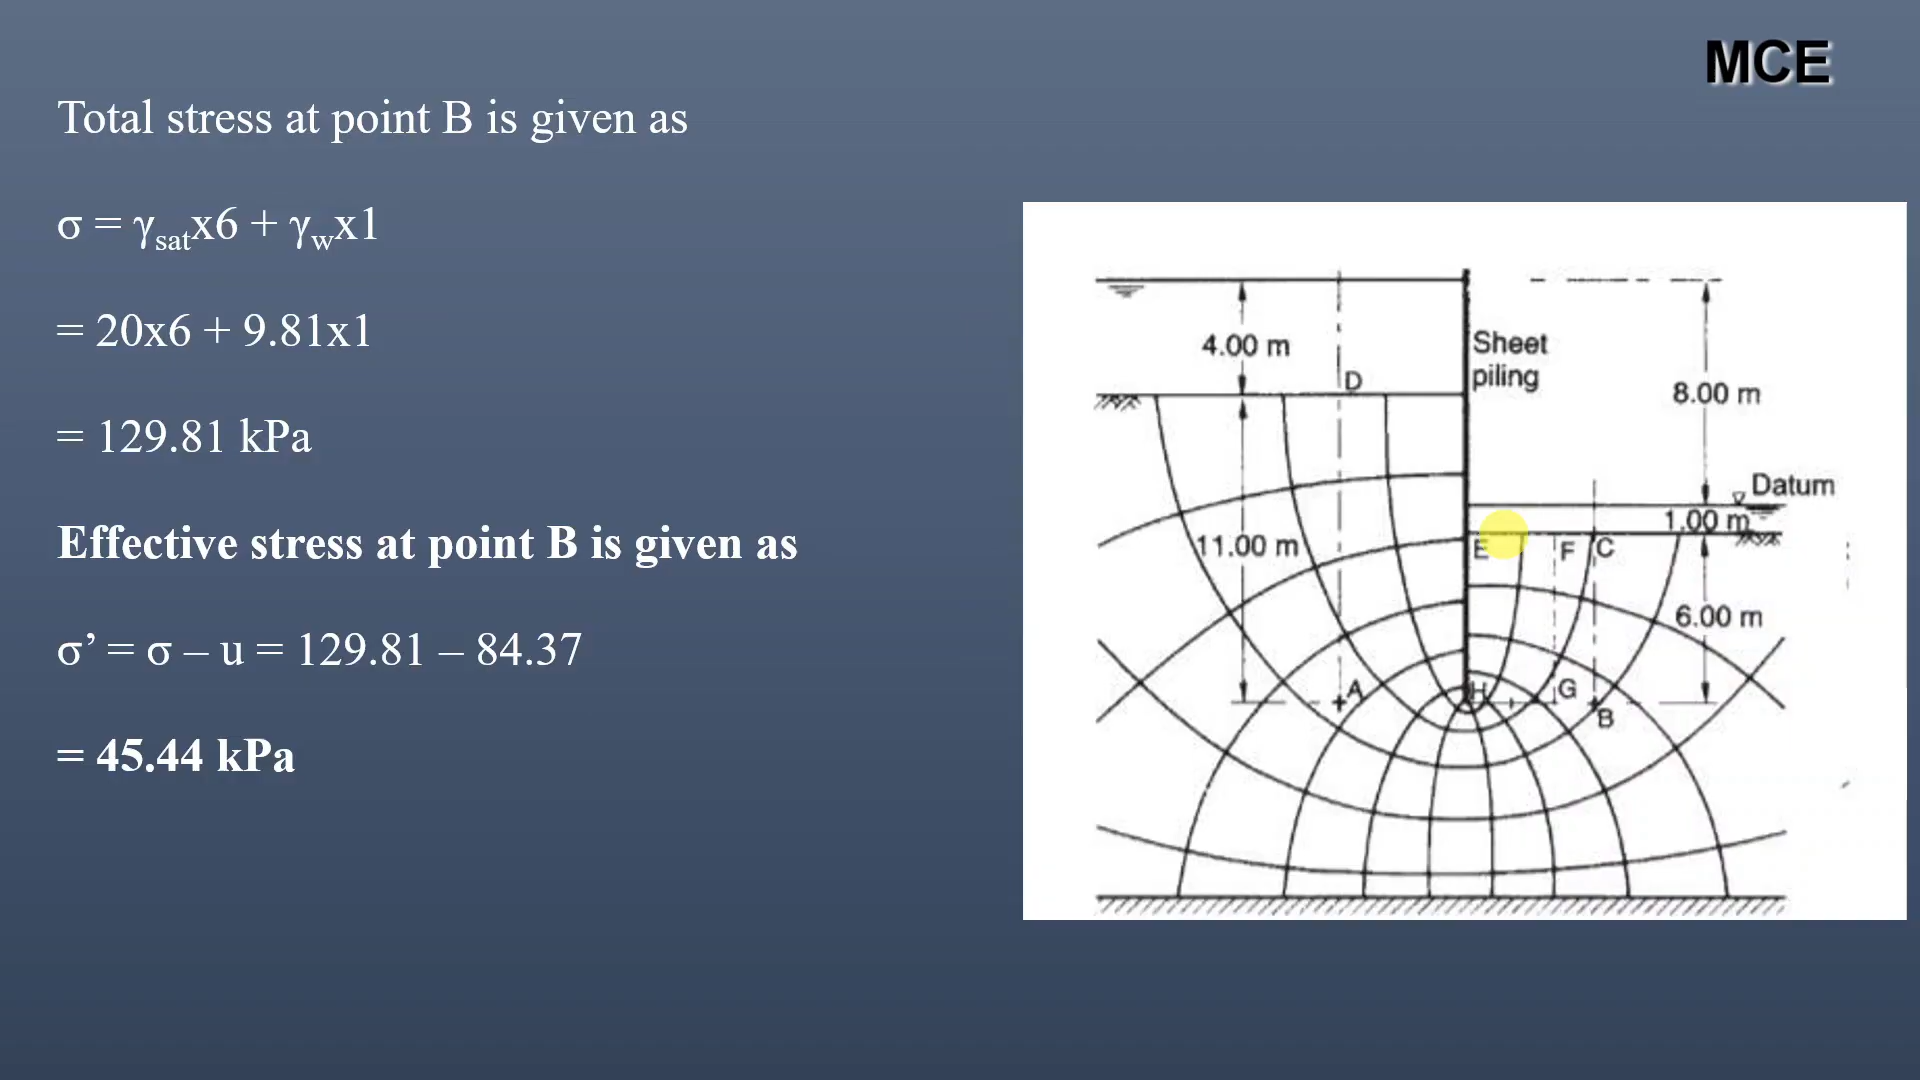 MCE
Total stress at point B is given as
σ = γsatx6 + γwx1
= 20x6 + 9.81x1
= 129.81 kPa
Effective stress at point B is given as
σ’ = σ – u = 129.81 – 84.37
= 45.44 kPa
4.00 m
Sheet
piling
D
8.00 m
Datum
1.00 m
11.00 m
E
F
C
6.00 m
A
H
G
B